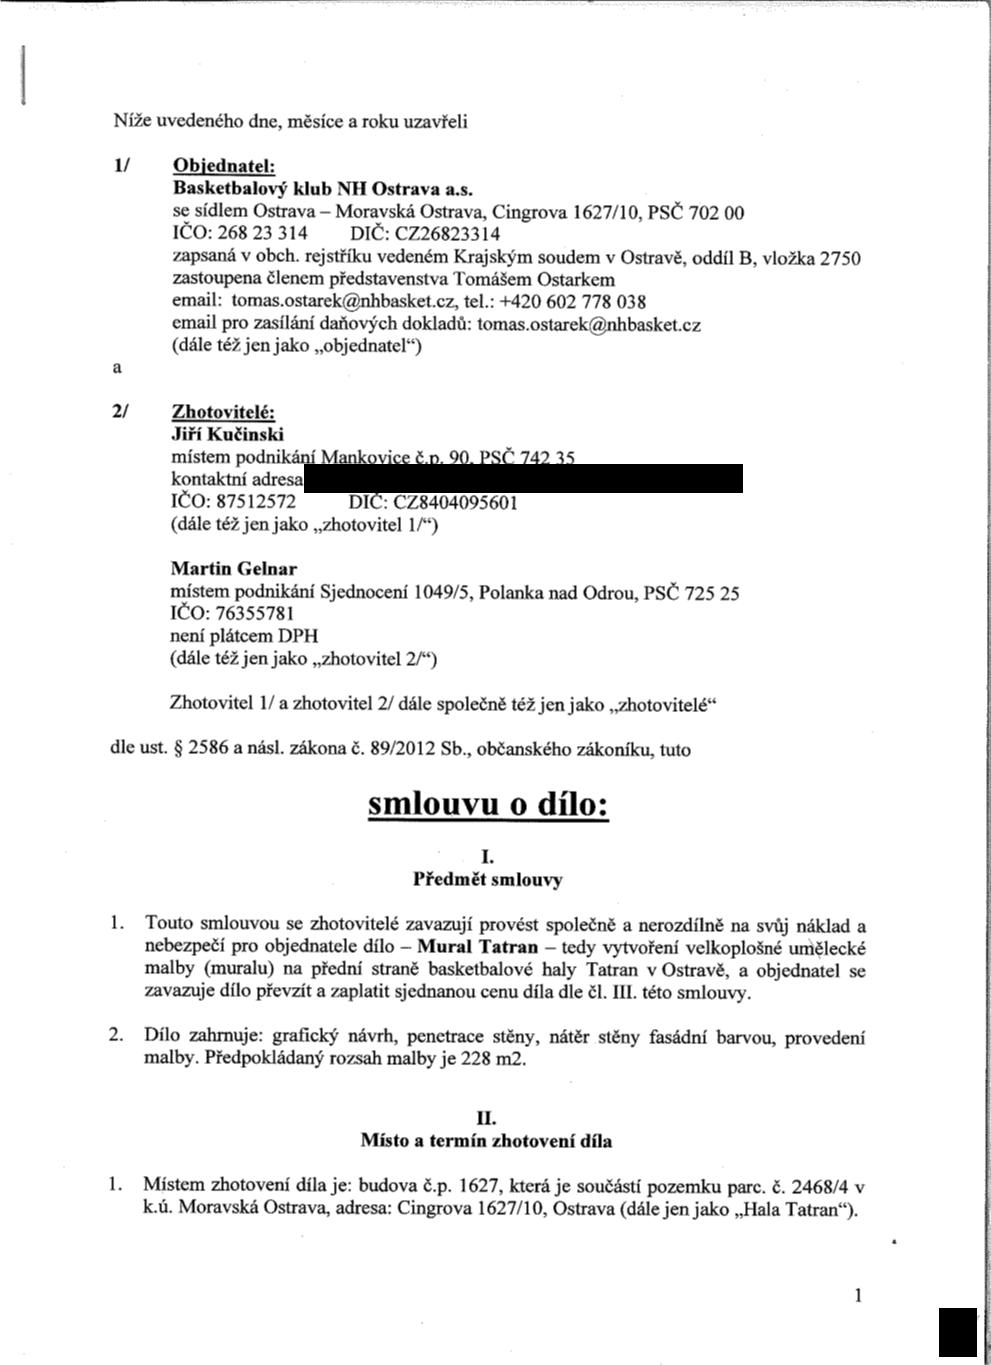 Níže uvedeného dne, měsíce a roku uzavřeli
1/ Objednatel:
Basketbalový klub NH Ostrava a.s.
se sídlem Ostrava – Moravská Ostrava, Cingrova 1627/10, PSČ 702 00
IČO: 268 23 314 DIČ: CZ26823314
zapsaná v obch. rejstříku vedeném Krajským soudem v Ostravě, oddíl B, vložka 2750
zastoupena členem představenstva Tomášem Ostarkem
email: tomas.ostarek@nhbasket.cz, tel.: +420 602 778 038
email pro zasílání daňových dokladů: tomas.ostarek@nhbasket.cz
(dále též jen jako „objednatel“)
a
2/ Zhotovitelé:
Jiří Kučinski
místem podnikání Mankovice č.p. 90, PSČ 742 35
kontaktní adresa
IČO: 87512572 DIČ: CZ8404095601
(dále též jen jako „zhotovitel 1/“)
Martin Gelnar
místem podnikání Sjednocení 1049/5, Polanka nad Odrou, PSČ 725 25
IČO: 76355781
není plátcem DPH
(dále též jen jako „zhotovitel 2/“)
Zhotovitel 1/ a zhotovitel 2/ dále společně též jen jako „zhotovitelé“
dle ust. § 2586 a násl. zákona č. 89/2012 Sb., občanského zákoníku, tuto
smlouvu o dílo:
I.
Předmět smlouvy
1. Touto smlouvou se zhotovitelé zavazují provést společně a nerozdílně na svůj náklad a
nebezpečí pro objednatele dílo – Mural Tatran – tedy vytvoření velkoplošné umělecké
malby (muralu) na přední straně basketbalové haly Tatran v Ostravě, a objednatel se
zavazuje dílo převzít a zaplatit sjednanou cenu díla dle čl. III. této smlouvy.
2. Dílo zahrnuje: grafický návrh, penetrace stěny, nátěr stěny fasádní barvou, provedení
malby. Předpokládaný rozsah malby je 228 m2.
II.
Místo a termín zhotovení díla
1. Místem zhotovení díla je: budova č.p. 1627, která je součástí pozemku parc. č. 2468/4 v
k.ú. Moravská Ostrava, adresa: Cingrova 1627/10, Ostrava (dále jen jako „Hala Tatran“).
1